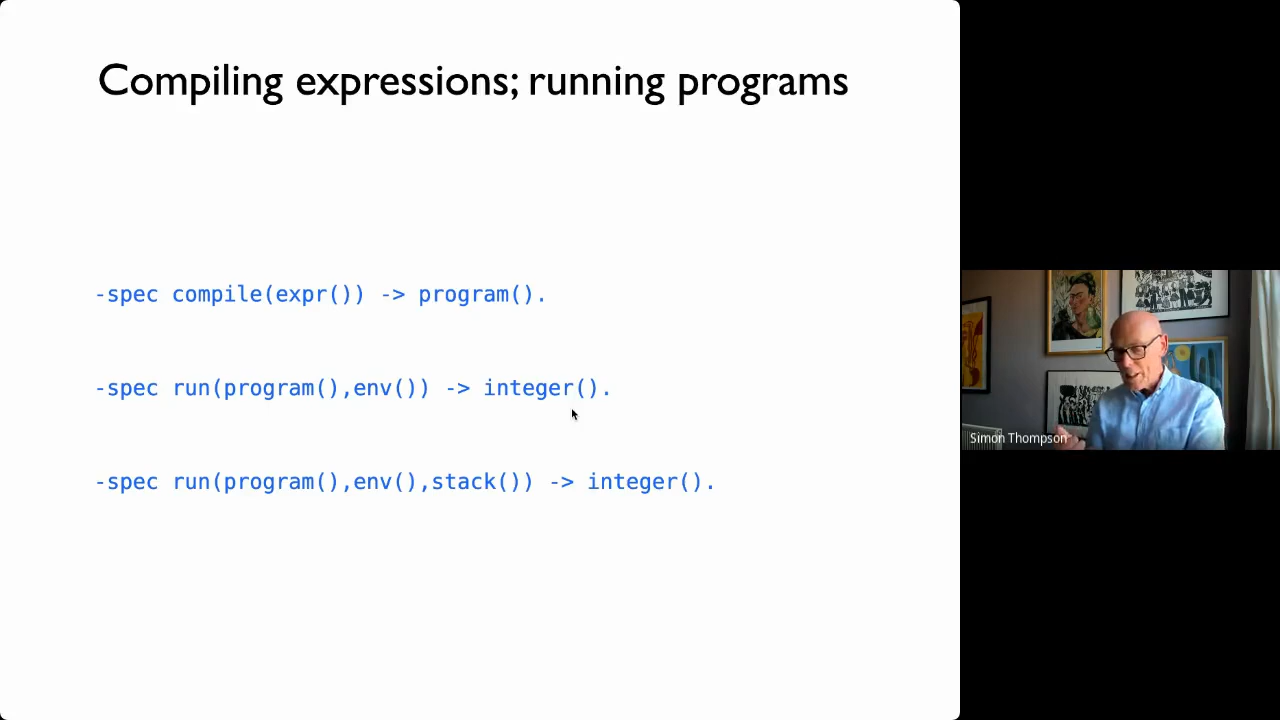 Compiling expressions; running programs
-spec compile(expr()) -> program().
-spec run(program(),env()) -> integer().
-spec run(program(),env(),stack()) -> integer().
Simon Thompson